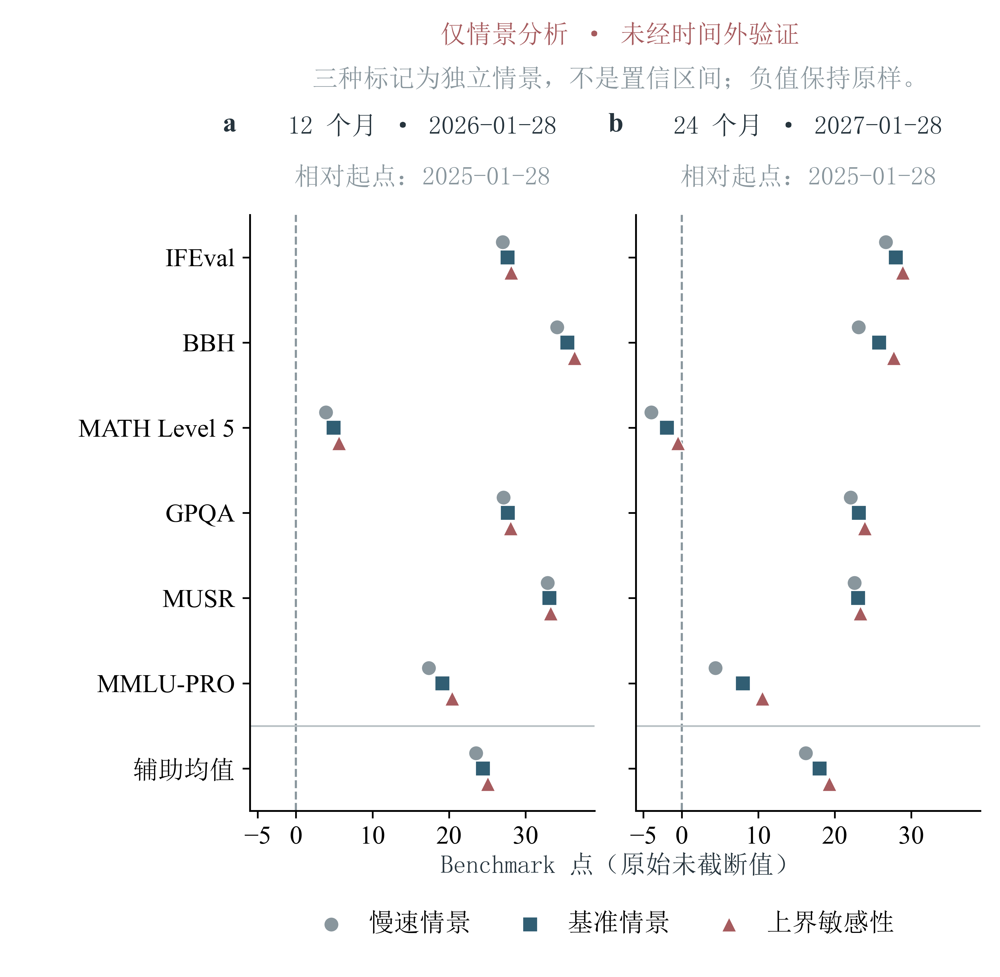 仅情景分析 • 未经时间外验证
三种标记为独立情景，不是置信区间；负值保持原样。
a 12 个月 • 2026-01-28
相对起点：2025-01-28
b 24 个月 • 2027-01-28
相对起点：2025-01-28
IFEval
BBH
MATH Level 5
GPQA
MUSR
MMLU-PRO
辅助均值
−5 0 10 20 30
−5 0 10 20 30
Benchmark 点（原始未截断值）
慢速情景 基准情景 上界敏感性